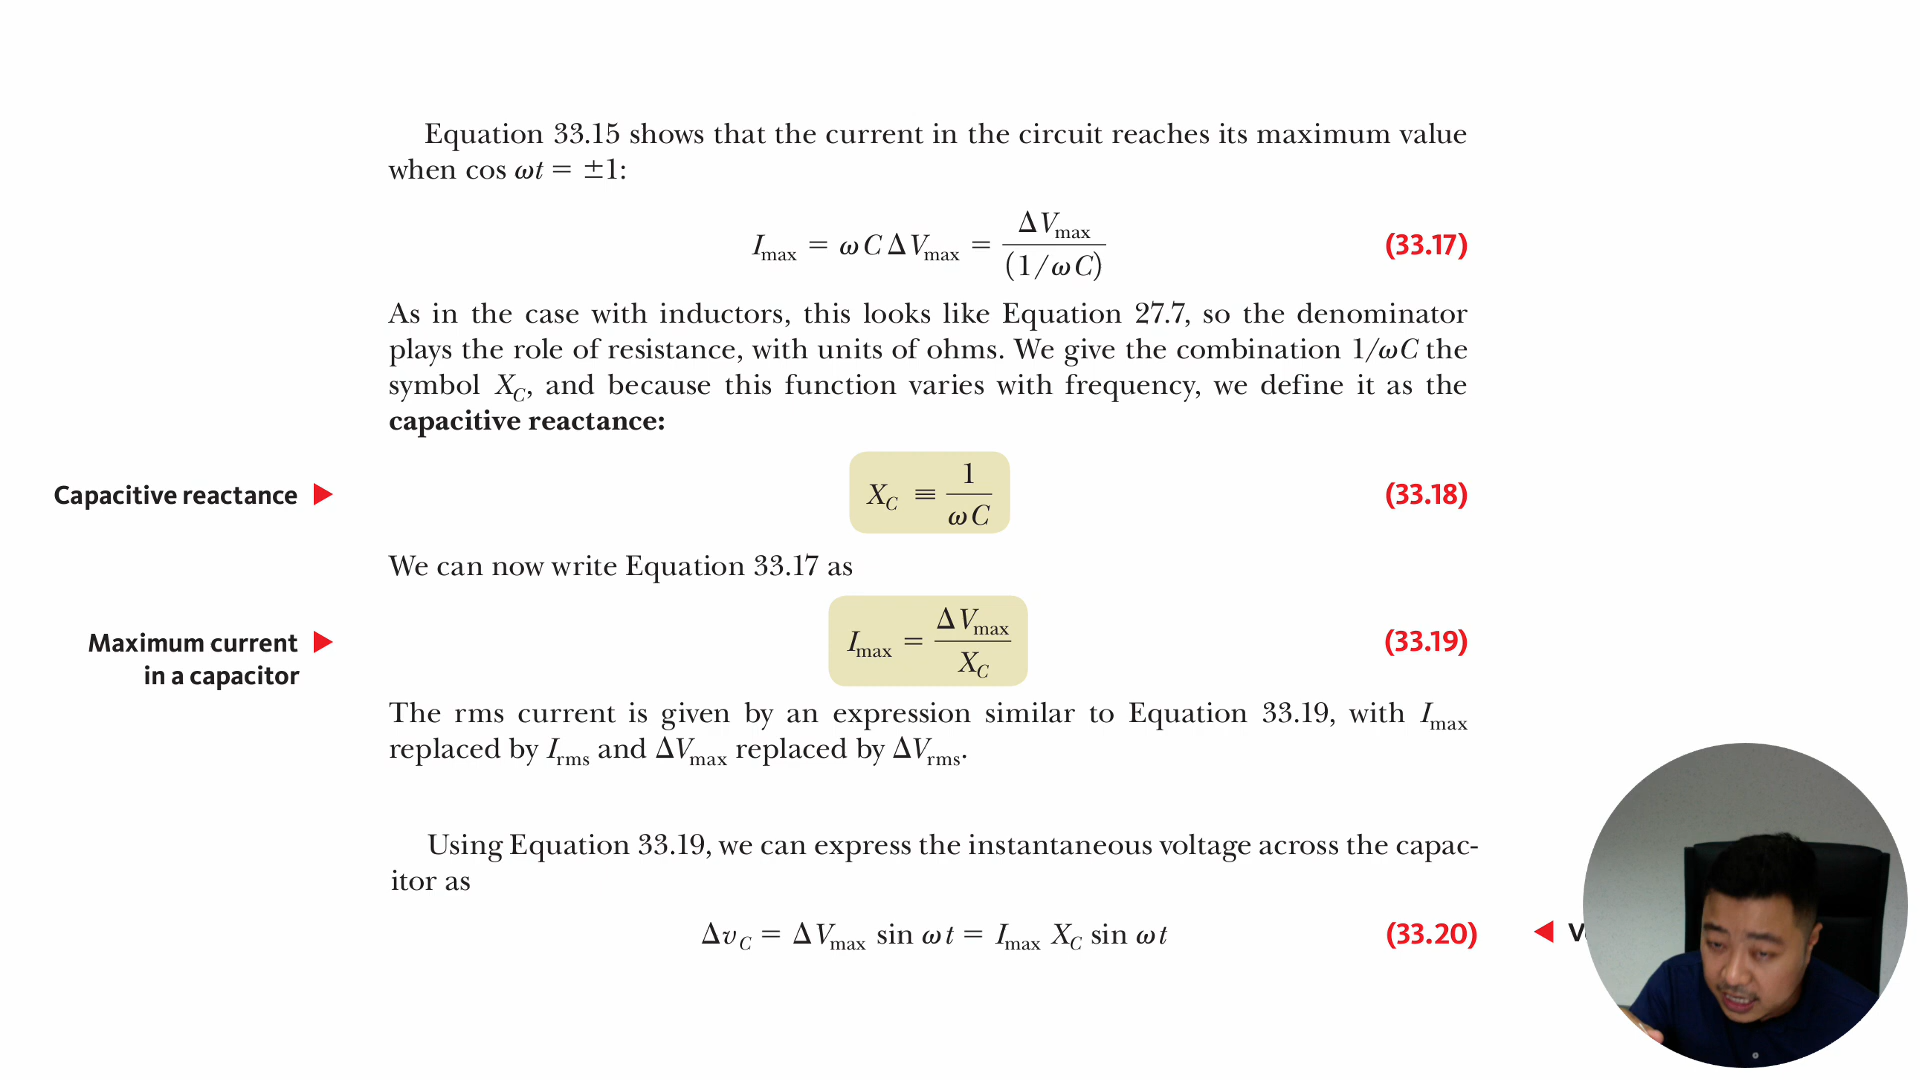 Equation 33.15 shows that the current in the circuit reaches its maximum value
when cos ωt = ±1:
I_max = ωC ΔV_max = ΔV_max / (1/ωC) (33.17)
As in the case with inductors, this looks like Equation 27.7, so the denominator
plays the role of resistance, with units of ohms. We give the combination 1/ωC the
symbol X_C, and because this function varies with frequency, we define it as the
capacitive reactance:
Capacitive reactance ▶ X_C ≡ 1 / ωC (33.18)
We can now write Equation 33.17 as
Maximum current ▶ I_max = ΔV_max / X_C (33.19)
in a capacitor
The rms current is given by an expression similar to Equation 33.19, with I_max
replaced by I_rms and ΔV_max replaced by ΔV_rms.
Using Equation 33.19, we can express the instantaneous voltage across the capac-
itor as
Δv_C = ΔV_max sin ωt = I_max X_C sin ωt (33.20) ◀